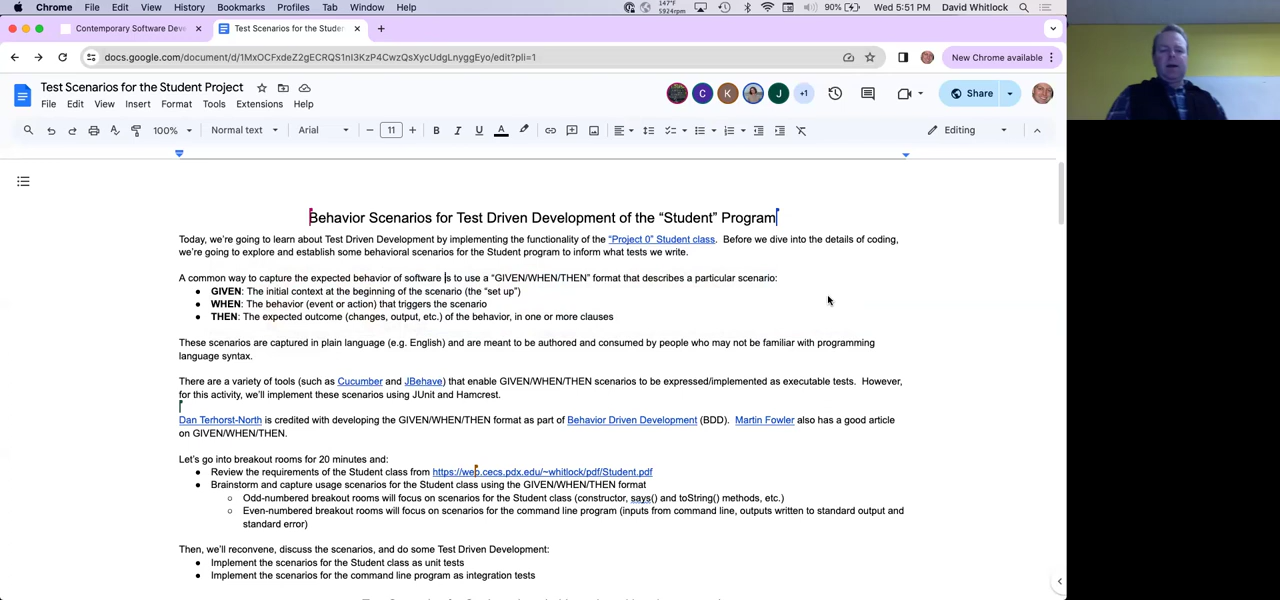 Chrome File Edit View History Bookmarks Profiles Tab Window Help 147°F 5924rpm 90% Wed 5:51 PM David Whitlock
Contemporary Software Deve × Test Scenarios for the Studen × +
docs.google.com/document/d/1MxOCFxdeZ2gECRQS1nI3KzP4CwzQsXycUdgLnyggEyo/edit?pli=1 New Chrome available
Test Scenarios for the Student Project
File Edit View Insert Format Tools Extensions Help
C K J +1 Share
100% Normal text Arial − 11 + B I U A Editing
Behavior Scenarios for Test Driven Development of the “Student” Program
Today, we’re going to learn about Test Driven Development by implementing the functionality of the “Project 0” Student class. Before we dive into the details of coding,
we’re going to explore and establish some behavioral scenarios for the Student program to inform what tests we write.
A common way to capture the expected behavior of software is to use a “GIVEN/WHEN/THEN” format that describes a particular scenario:
● GIVEN: The initial context at the beginning of the scenario (the “set up”)
● WHEN: The behavior (event or action) that triggers the scenario
● THEN: The expected outcome (changes, output, etc.) of the behavior, in one or more clauses
These scenarios are captured in plain language (e.g. English) and are meant to be authored and consumed by people who may not be familiar with programming
language syntax.
There are a variety of tools (such as Cucumber and JBehave) that enable GIVEN/WHEN/THEN scenarios to be expressed/implemented as executable tests. However,
for this activity, we’ll implement these scenarios using JUnit and Hamcrest.
Dan Terhorst-North is credited with developing the GIVEN/WHEN/THEN format as part of Behavior Driven Development (BDD). Martin Fowler also has a good article
on GIVEN/WHEN/THEN.
Let’s go into breakout rooms for 20 minutes and:
● Review the requirements of the Student class from https://web.cecs.pdx.edu/~whitlock/pdf/Student.pdf
● Brainstorm and capture usage scenarios for the Student class using the GIVEN/WHEN/THEN format
○ Odd-numbered breakout rooms will focus on scenarios for the Student class (constructor, says() and toString() methods, etc.)
○ Even-numbered breakout rooms will focus on scenarios for the command line program (inputs from command line, outputs written to standard output and
standard error)
Then, we’ll reconvene, discuss the scenarios, and do some Test Driven Development:
● Implement the scenarios for the Student class as unit tests
● Implement the scenarios for the command line program as integration tests